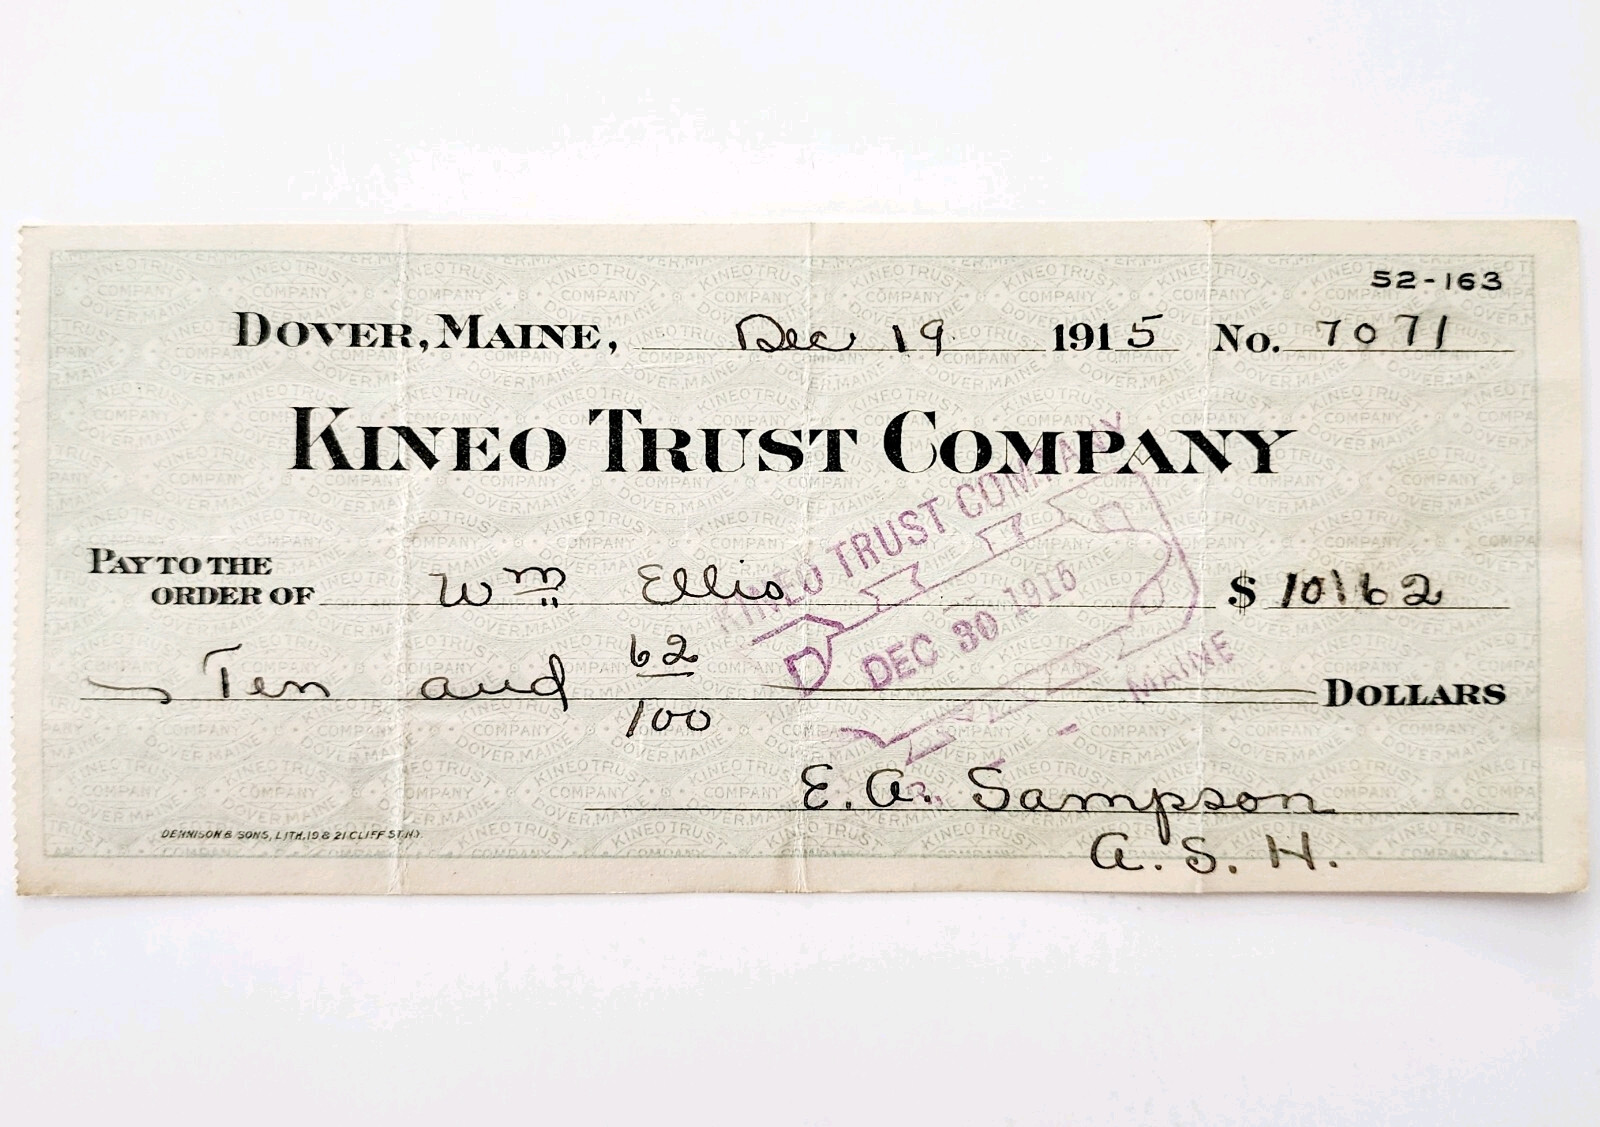 52-163
DOVER, MAINE, Dec 19 1915 No. 7071
KINEO TRUST COMPANY
PAY TO THE
ORDER OF Wm Ellis $ 10\62
Ten and 62/100 DOLLARS
KINEO TRUST COMPANY
DEC 30 1915
MAINE
E. A. Sampson
A. S. H.
DENNISON & SONS, LITH. 19 & 21 CLIFF ST. N.Y.